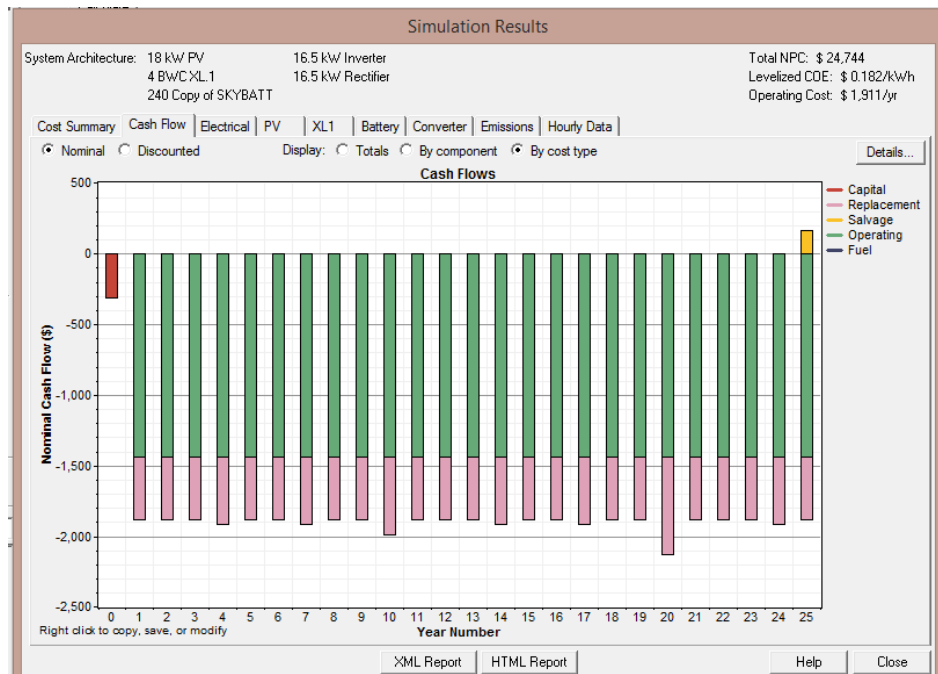 Simulation Results
System Architecture: 18 kW PV 16.5 kW Inverter Total NPC: $ 24,744
4 BWC XL.1 16.5 kW Rectifier Levelized COE: $ 0.182/kWh
240 Copy of SKYBATT Operating Cost: $ 1,911/yr
Cost Summary Cash Flow Electrical PV XL1 Battery Converter Emissions Hourly Data
Nominal Discounted Display: Totals By component By cost type Details...
Cash Flows
500
0
-500
-1,000
-1,500
-2,000
-2,500
Nominal Cash Flow ($)
Capital
Replacement
Salvage
Operating
Fuel
0 1 2 3 4 5 6 7 8 9 10 11 12 13 14 15 16 17 18 19 20 21 22 23 24 25
Right click to copy, save, or modify Year Number
XML Report HTML Report Help Close